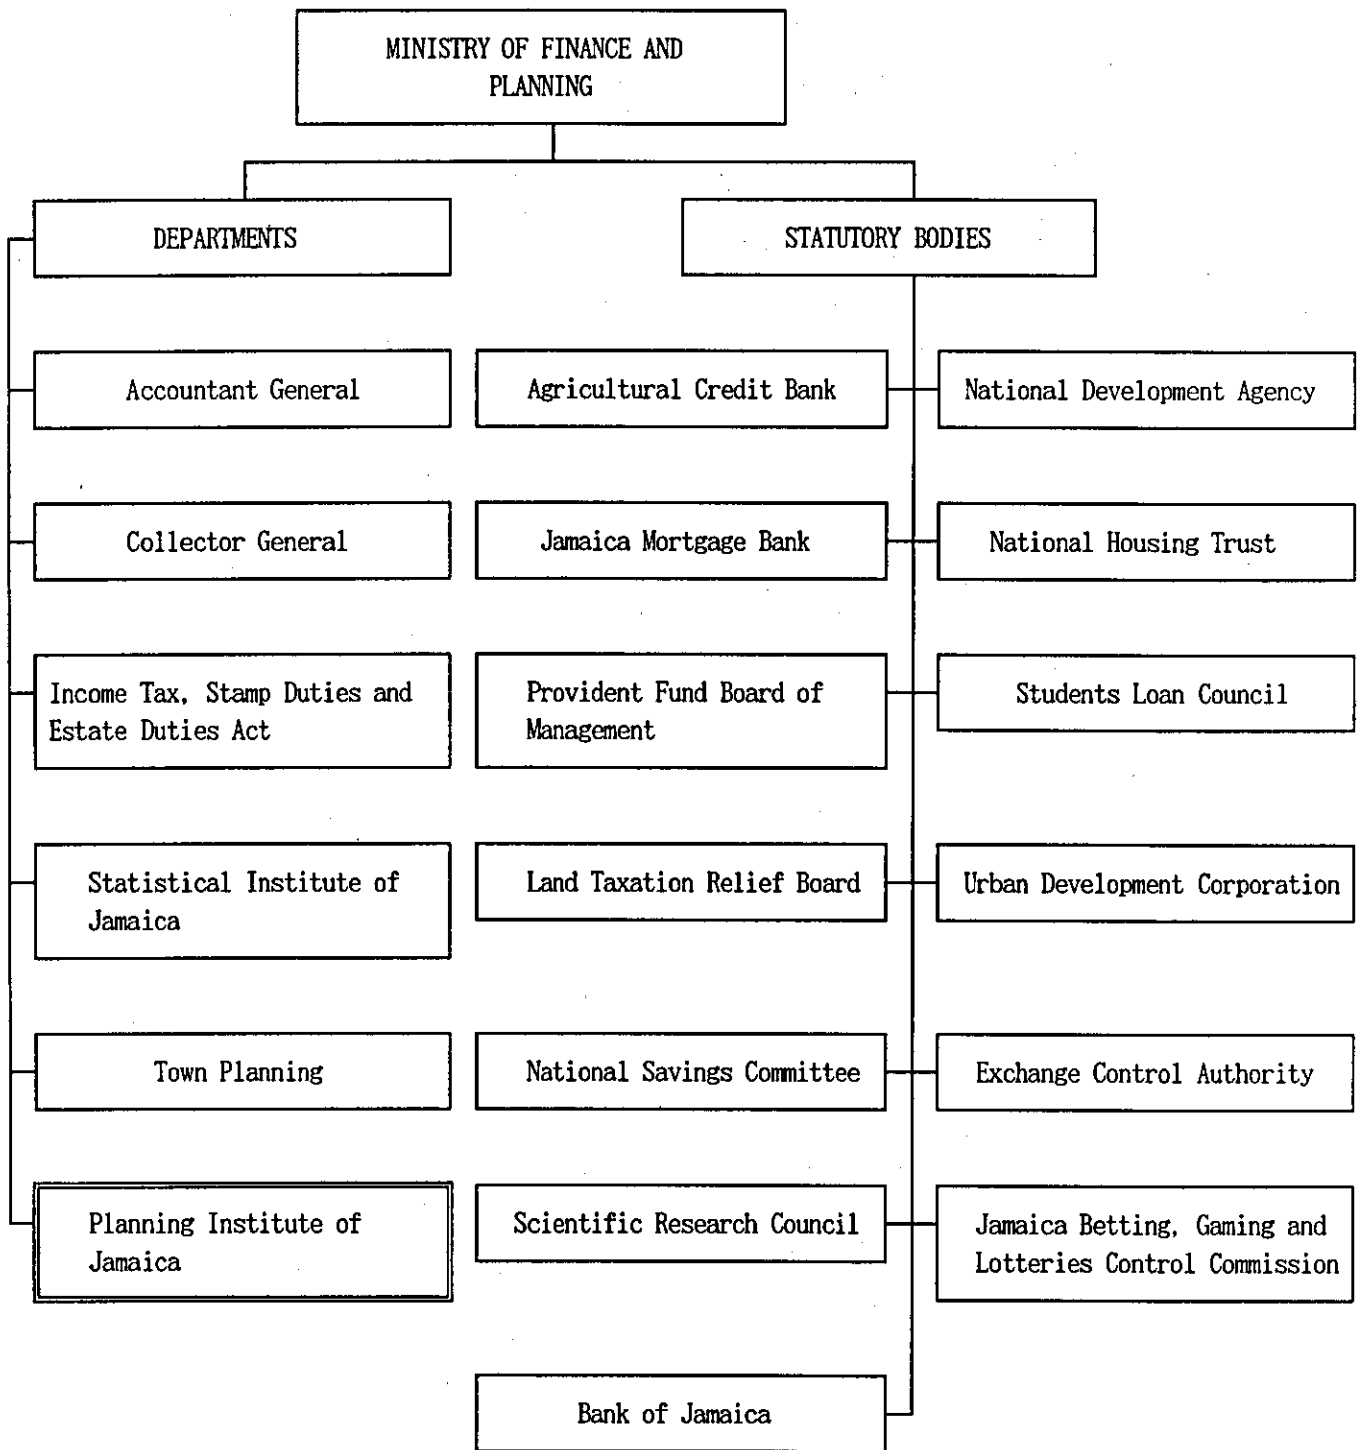 MINISTRY OF FINANCE AND
PLANNING
DEPARTMENTS
STATUTORY BODIES
Accountant General
Agricultural Credit Bank
National Development Agency
Collector General
Jamaica Mortgage Bank
National Housing Trust
Income Tax, Stamp Duties and
Estate Duties Act
Provident Fund Board of
Management
Students Loan Council
Statistical Institute of
Jamaica
Land Taxation Relief Board
Urban Development Corporation
Town Planning
National Savings Committee
Exchange Control Authority
Planning Institute of
Jamaica
Scientific Research Council
Jamaica Betting, Gaming and
Lotteries Control Commission
Bank of Jamaica